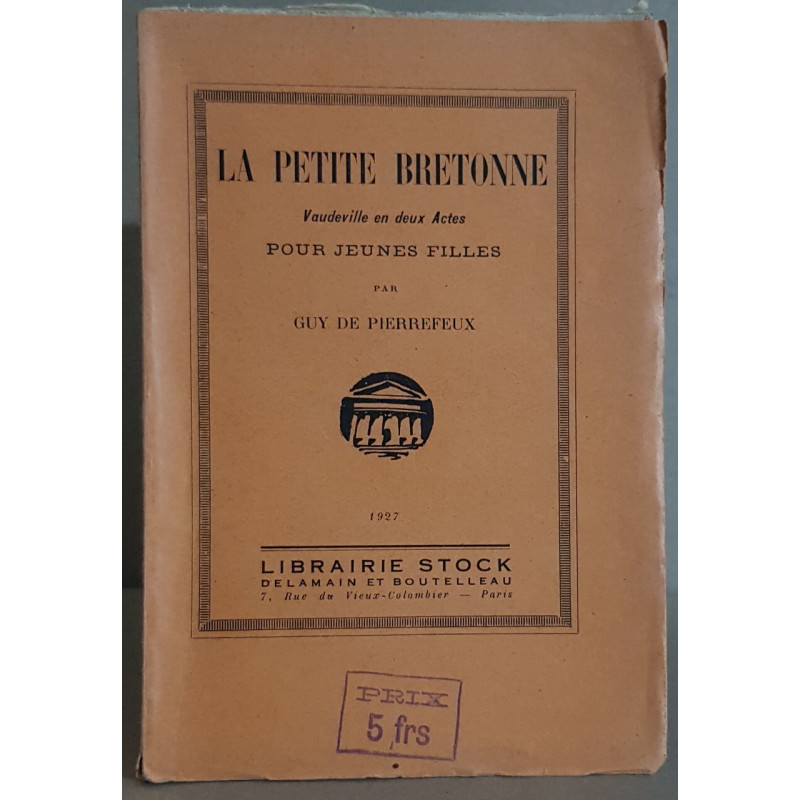 LA PETITE BRETONNE
Vaudeville en deux Actes
POUR JEUNES FILLES
PAR
GUY DE PIERREFEUX
1927
LIBRAIRIE STOCK
DELAMAIN ET BOUTELLEAU
7, Rue du Vieux-Colombier — Paris
PRIX
5 frs